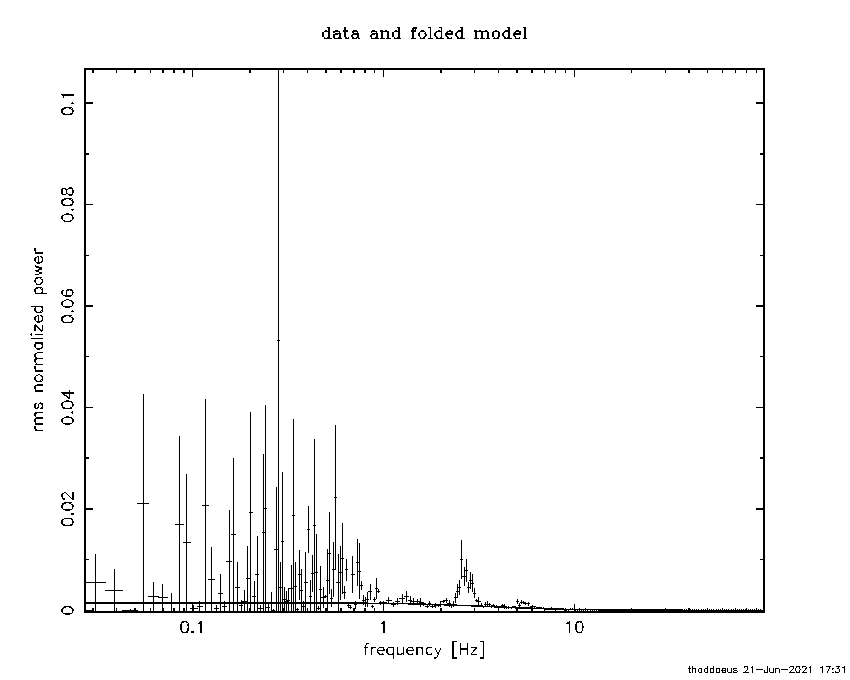 data and folded model
0.1
0.08
0.06
0.04
0.02
0
rms normalized power
0.1 1 10
frequency [Hz]
thaddaeus 21-Jun-2021 17:31